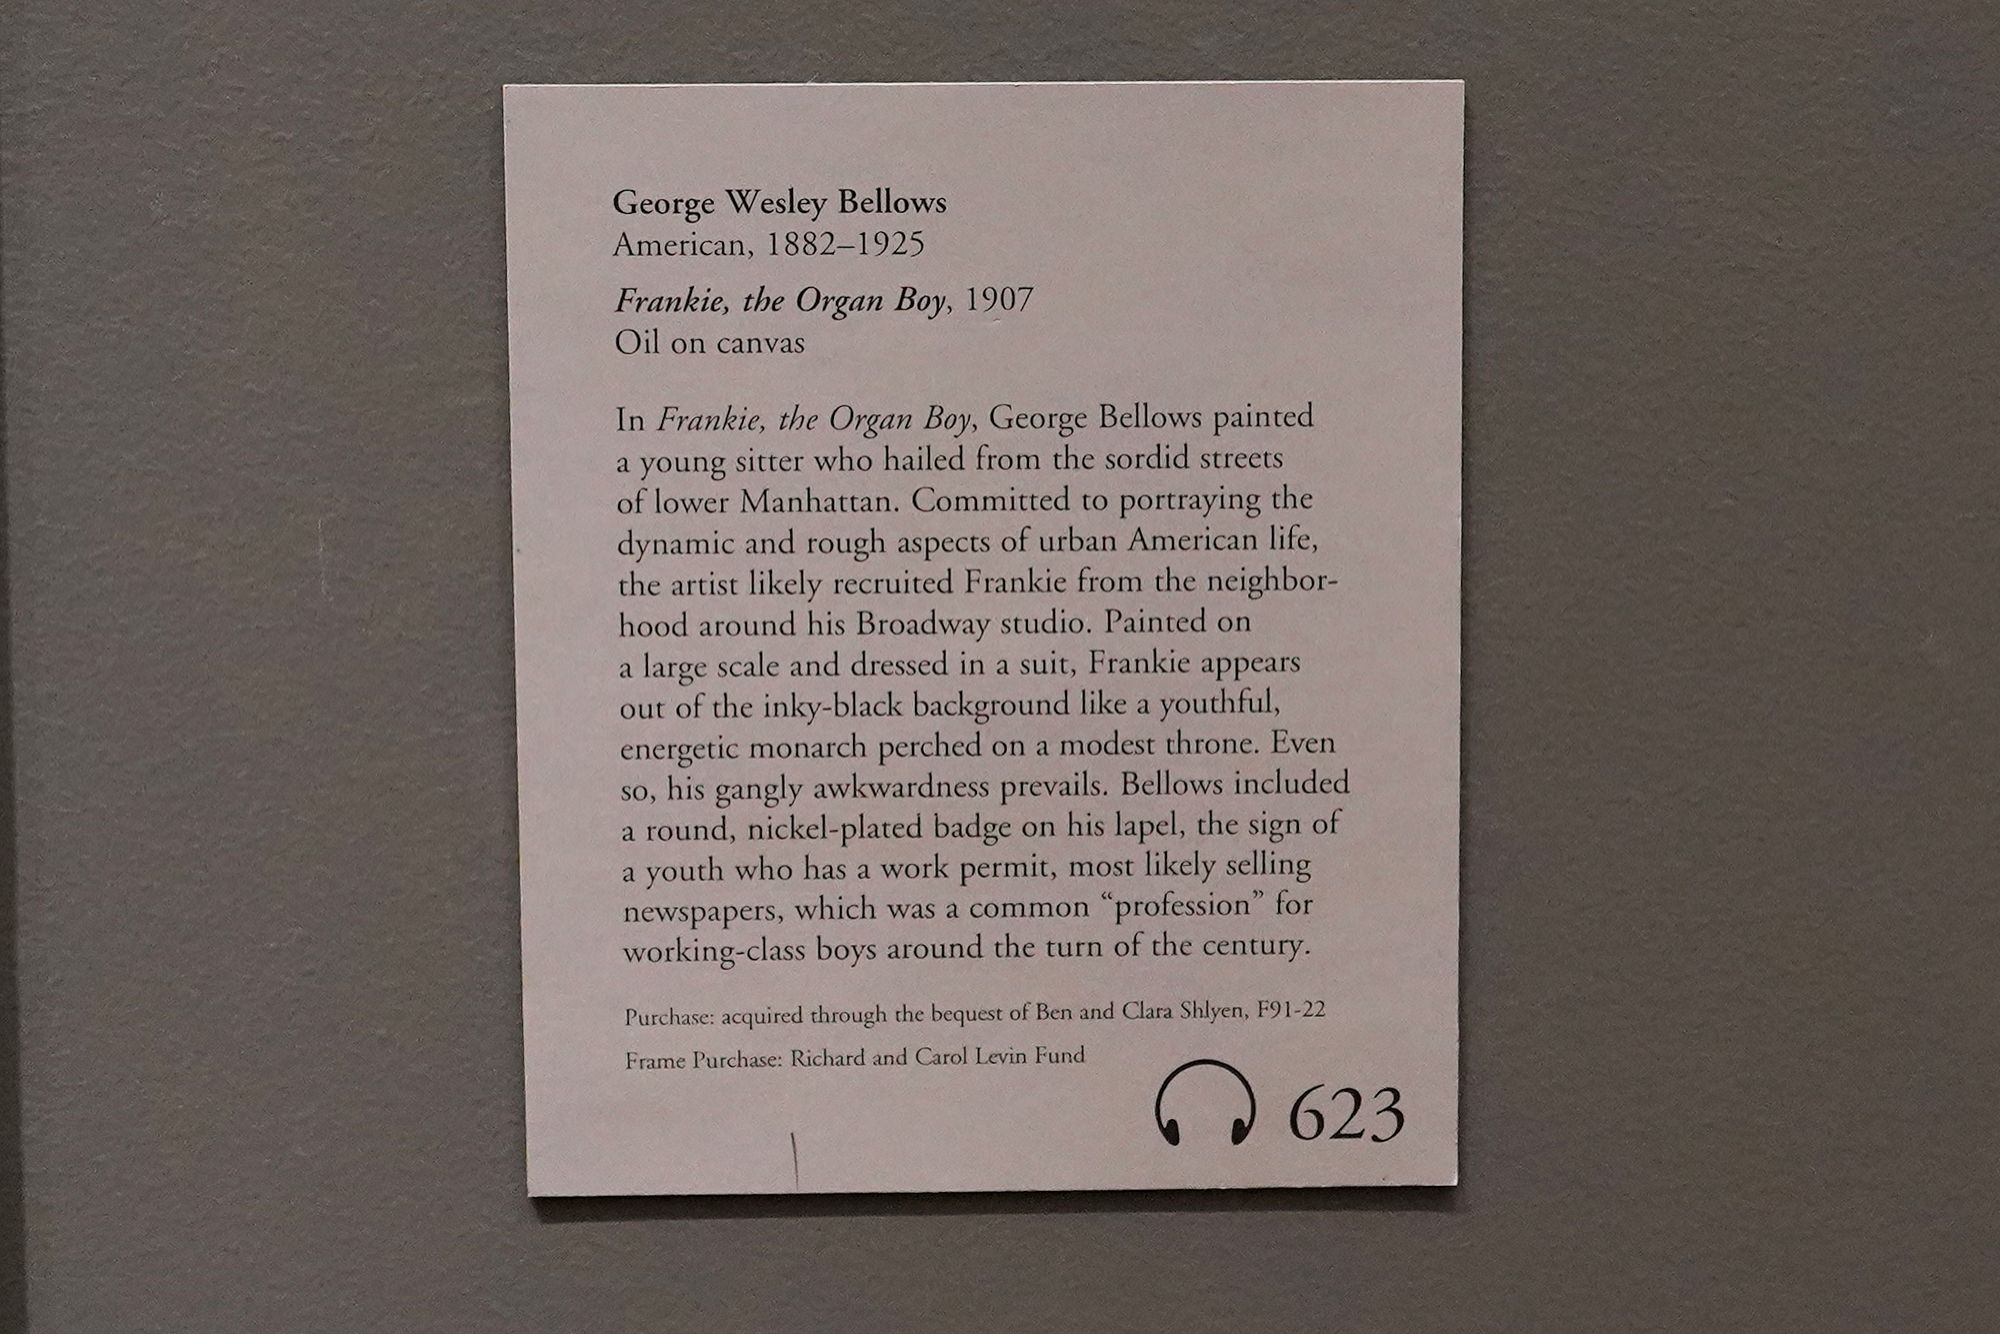 George Wesley Bellows
American, 1882–1925
Frankie, the Organ Boy, 1907
Oil on canvas
In Frankie, the Organ Boy, George Bellows painted
a young sitter who hailed from the sordid streets
of lower Manhattan. Committed to portraying the
dynamic and rough aspects of urban American life,
the artist likely recruited Frankie from the neighbor-
hood around his Broadway studio. Painted on
a large scale and dressed in a suit, Frankie appears
out of the inky-black background like a youthful,
energetic monarch perched on a modest throne. Even
so, his gangly awkwardness prevails. Bellows included
a round, nickel-plated badge on his lapel, the sign of
a youth who has a work permit, most likely selling
newspapers, which was a common “profession” for
working-class boys around the turn of the century.
Purchase: acquired through the bequest of Ben and Clara Shlyen, F91-22
Frame Purchase: Richard and Carol Levin Fund
623